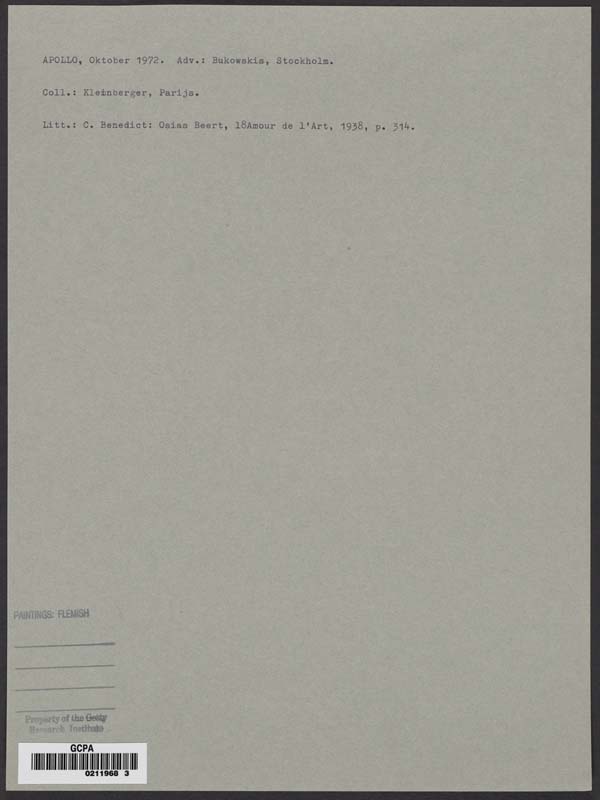 APOLLO, Oktober 1972. Adv.: Bukowskis, Stockholm.
Coll.: Kleinberger, Parijs.
Litt.: C. Benedict: Osias Beert, l8Amour de l'Art, 1938, p. 314.
PAINTINGS: FLEMISH
Property of the Getty
Research Institute
GCPA
0211968 3